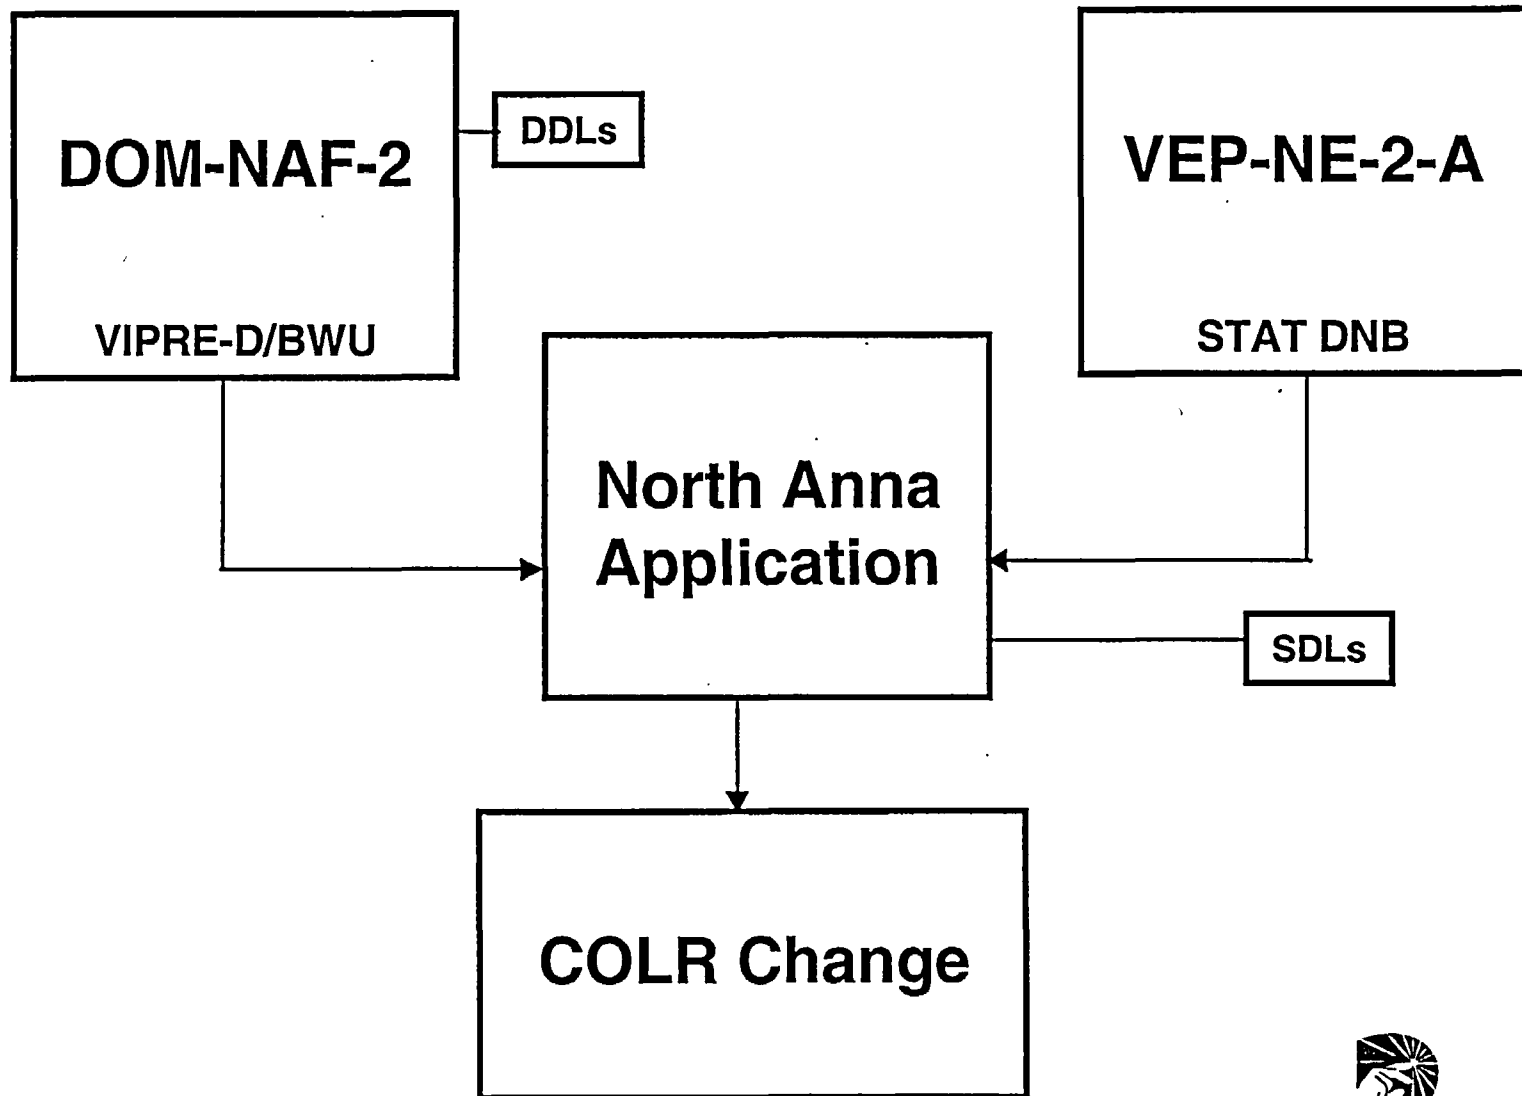 DOM-NAF-2
VIPRE-D/BWU
DDLs
VEP-NE-2-A
STAT DNB
North Anna
Application
SDLs
COLR Change